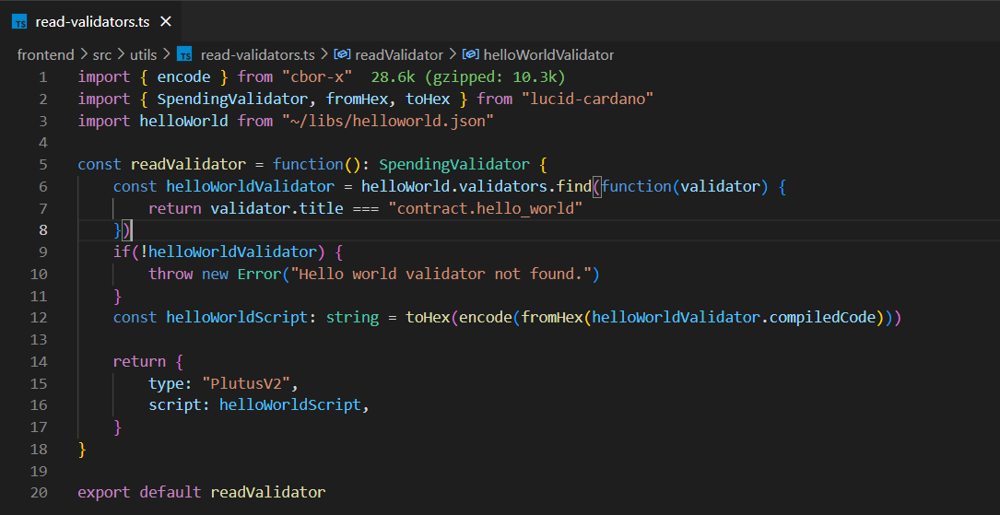 TS read-validators.ts ×
frontend > src > utils > TS read-validators.ts > readValidator > helloWorldValidator
1 import { encode } from "cbor-x" 28.6k (gzipped: 10.3k)
2 import { SpendingValidator, fromHex, toHex } from "lucid-cardano"
3 import helloWorld from "~/libs/helloworld.json"
4
5 const readValidator = function(): SpendingValidator {
6     const helloWorldValidator = helloWorld.validators.find(function(validator) {
7         return validator.title === "contract.hello_world"
8     })
9     if(!helloWorldValidator) {
10         throw new Error("Hello world validator not found.")
11     }
12     const helloWorldScript: string = toHex(encode(fromHex(helloWorldValidator.compiledCode)))
13
14     return {
15         type: "PlutusV2",
16         script: helloWorldScript,
17     }
18 }
19
20 export default readValidator